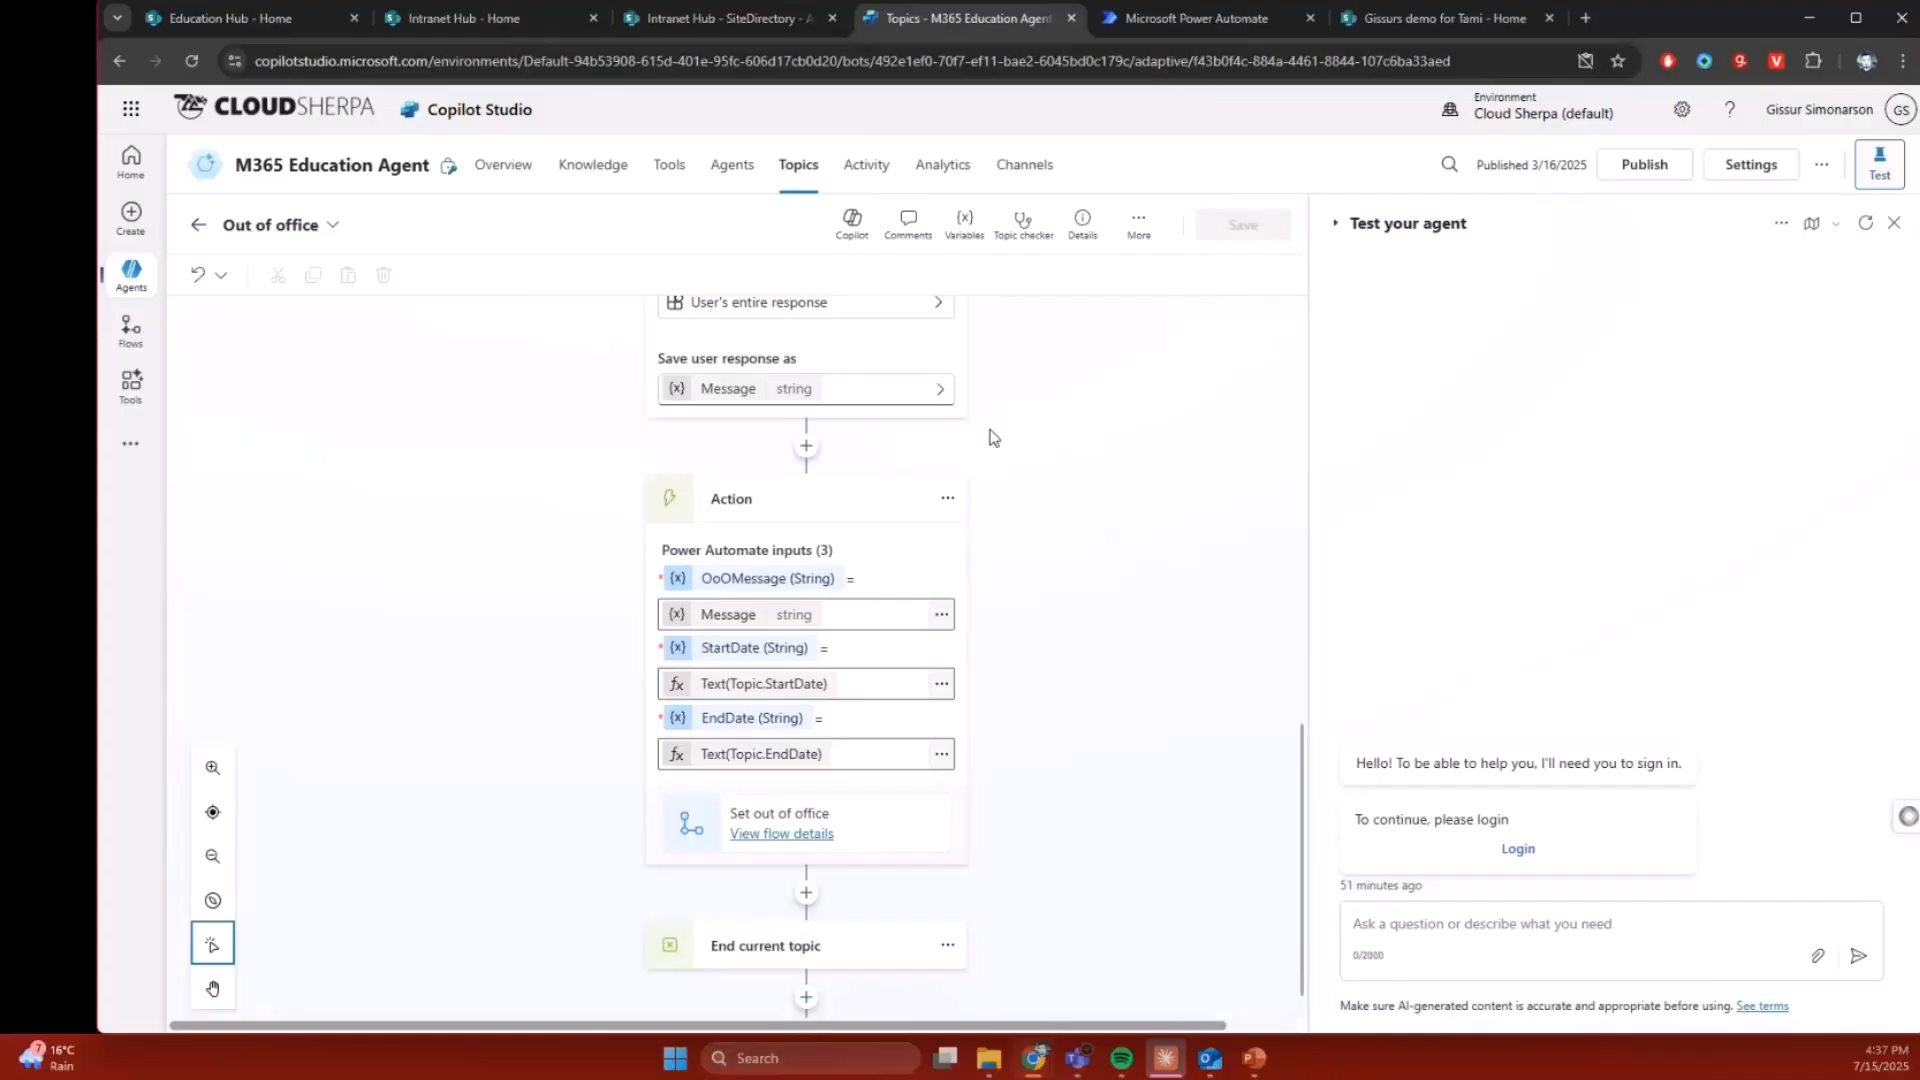 Education Hub - Home
Intranet Hub - Home
Intranet Hub - SiteDirectory - A
Topics - M365 Education Agent
Microsoft Power Automate
Gissurs demo for Tami - Home
copilotstudio.microsoft.com/environments/Default-94b53908-615d-401e-95fc-606d17cb0d20/bots/492e1ef0-70f7-ef11-bae2-6045bd0c179c/adaptive/f43b0f4c-884a-4461-8844-107c6ba33aed
CLOUDSHERPA
Copilot Studio
Environment
Cloud Sherpa (default)
Gissur Simonarson
GS
Home
Create
Agents
Flows
Tools
M365 Education Agent
Overview
Knowledge
Tools
Agents
Topics
Activity
Analytics
Channels
Published 3/16/2025
Publish
Settings
Test
Out of office
Copilot
Comments
Variables
Topic checker
Details
More
Save
User's entire response
Save user response as
{x} Message string
Action
Power Automate inputs (3)
* {x} OoOMessage (String) =
{x} Message string
* {x} StartDate (String) =
fx Text(Topic.StartDate)
* {x} EndDate (String) =
fx Text(Topic.EndDate)
Set out of office
View flow details
End current topic
Test your agent
Hello! To be able to help you, I'll need you to sign in.
To continue, please login
Login
51 minutes ago
Ask a question or describe what you need
0/2000
Make sure AI-generated content is accurate and appropriate before using. See terms
7
16°C
Rain
Search
4:37 PM
7/15/2025